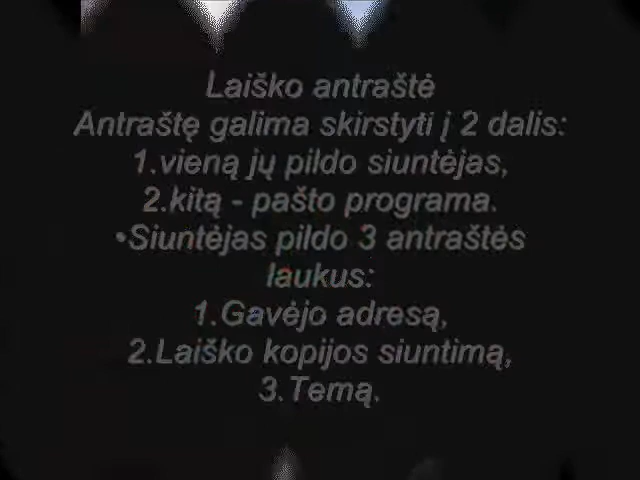 Laiško antraštė
Antraštę galima skirstyti į 2 dalis:
1.vieną jų pildo siuntėjas,
2.kitą - pašto programa.
•Siuntėjas pildo 3 antraštės
laukus:
1.Gavėjo adresą,
2.Laiško kopijos siuntimą,
3.Temą.